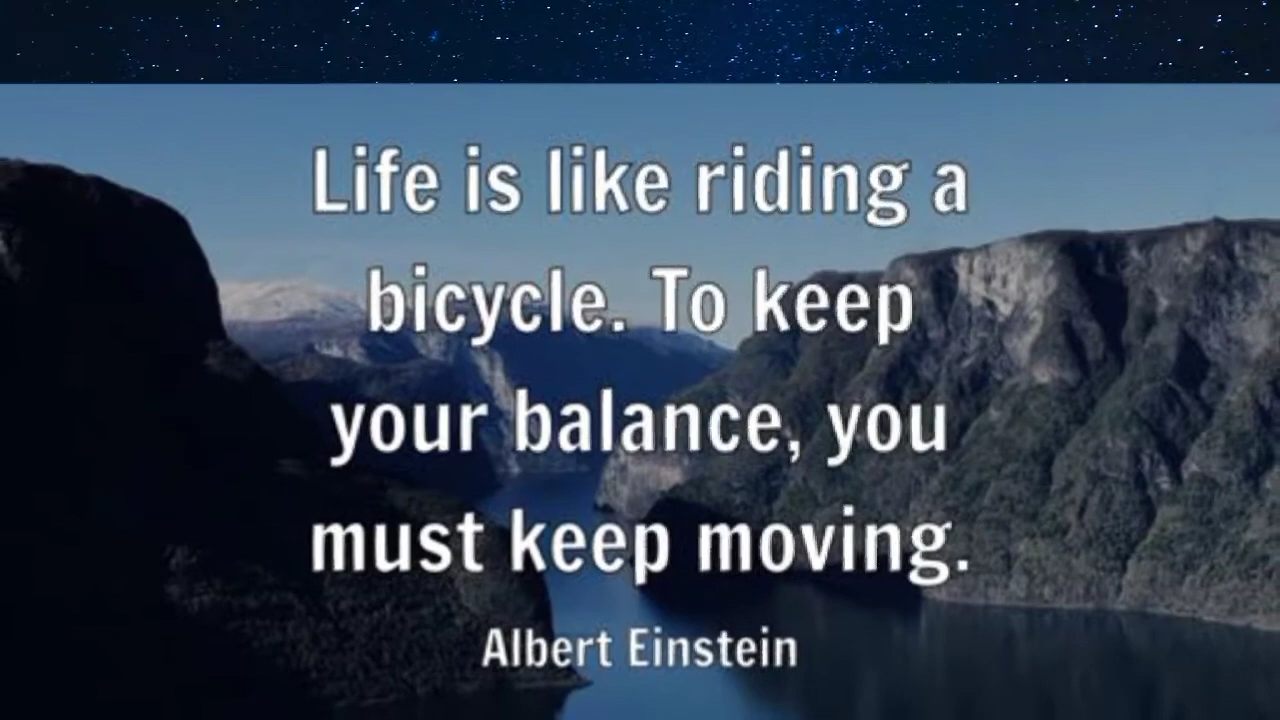 Life is like riding a
bicycle. To keep
your balance, you
must keep moving.
Albert Einstein